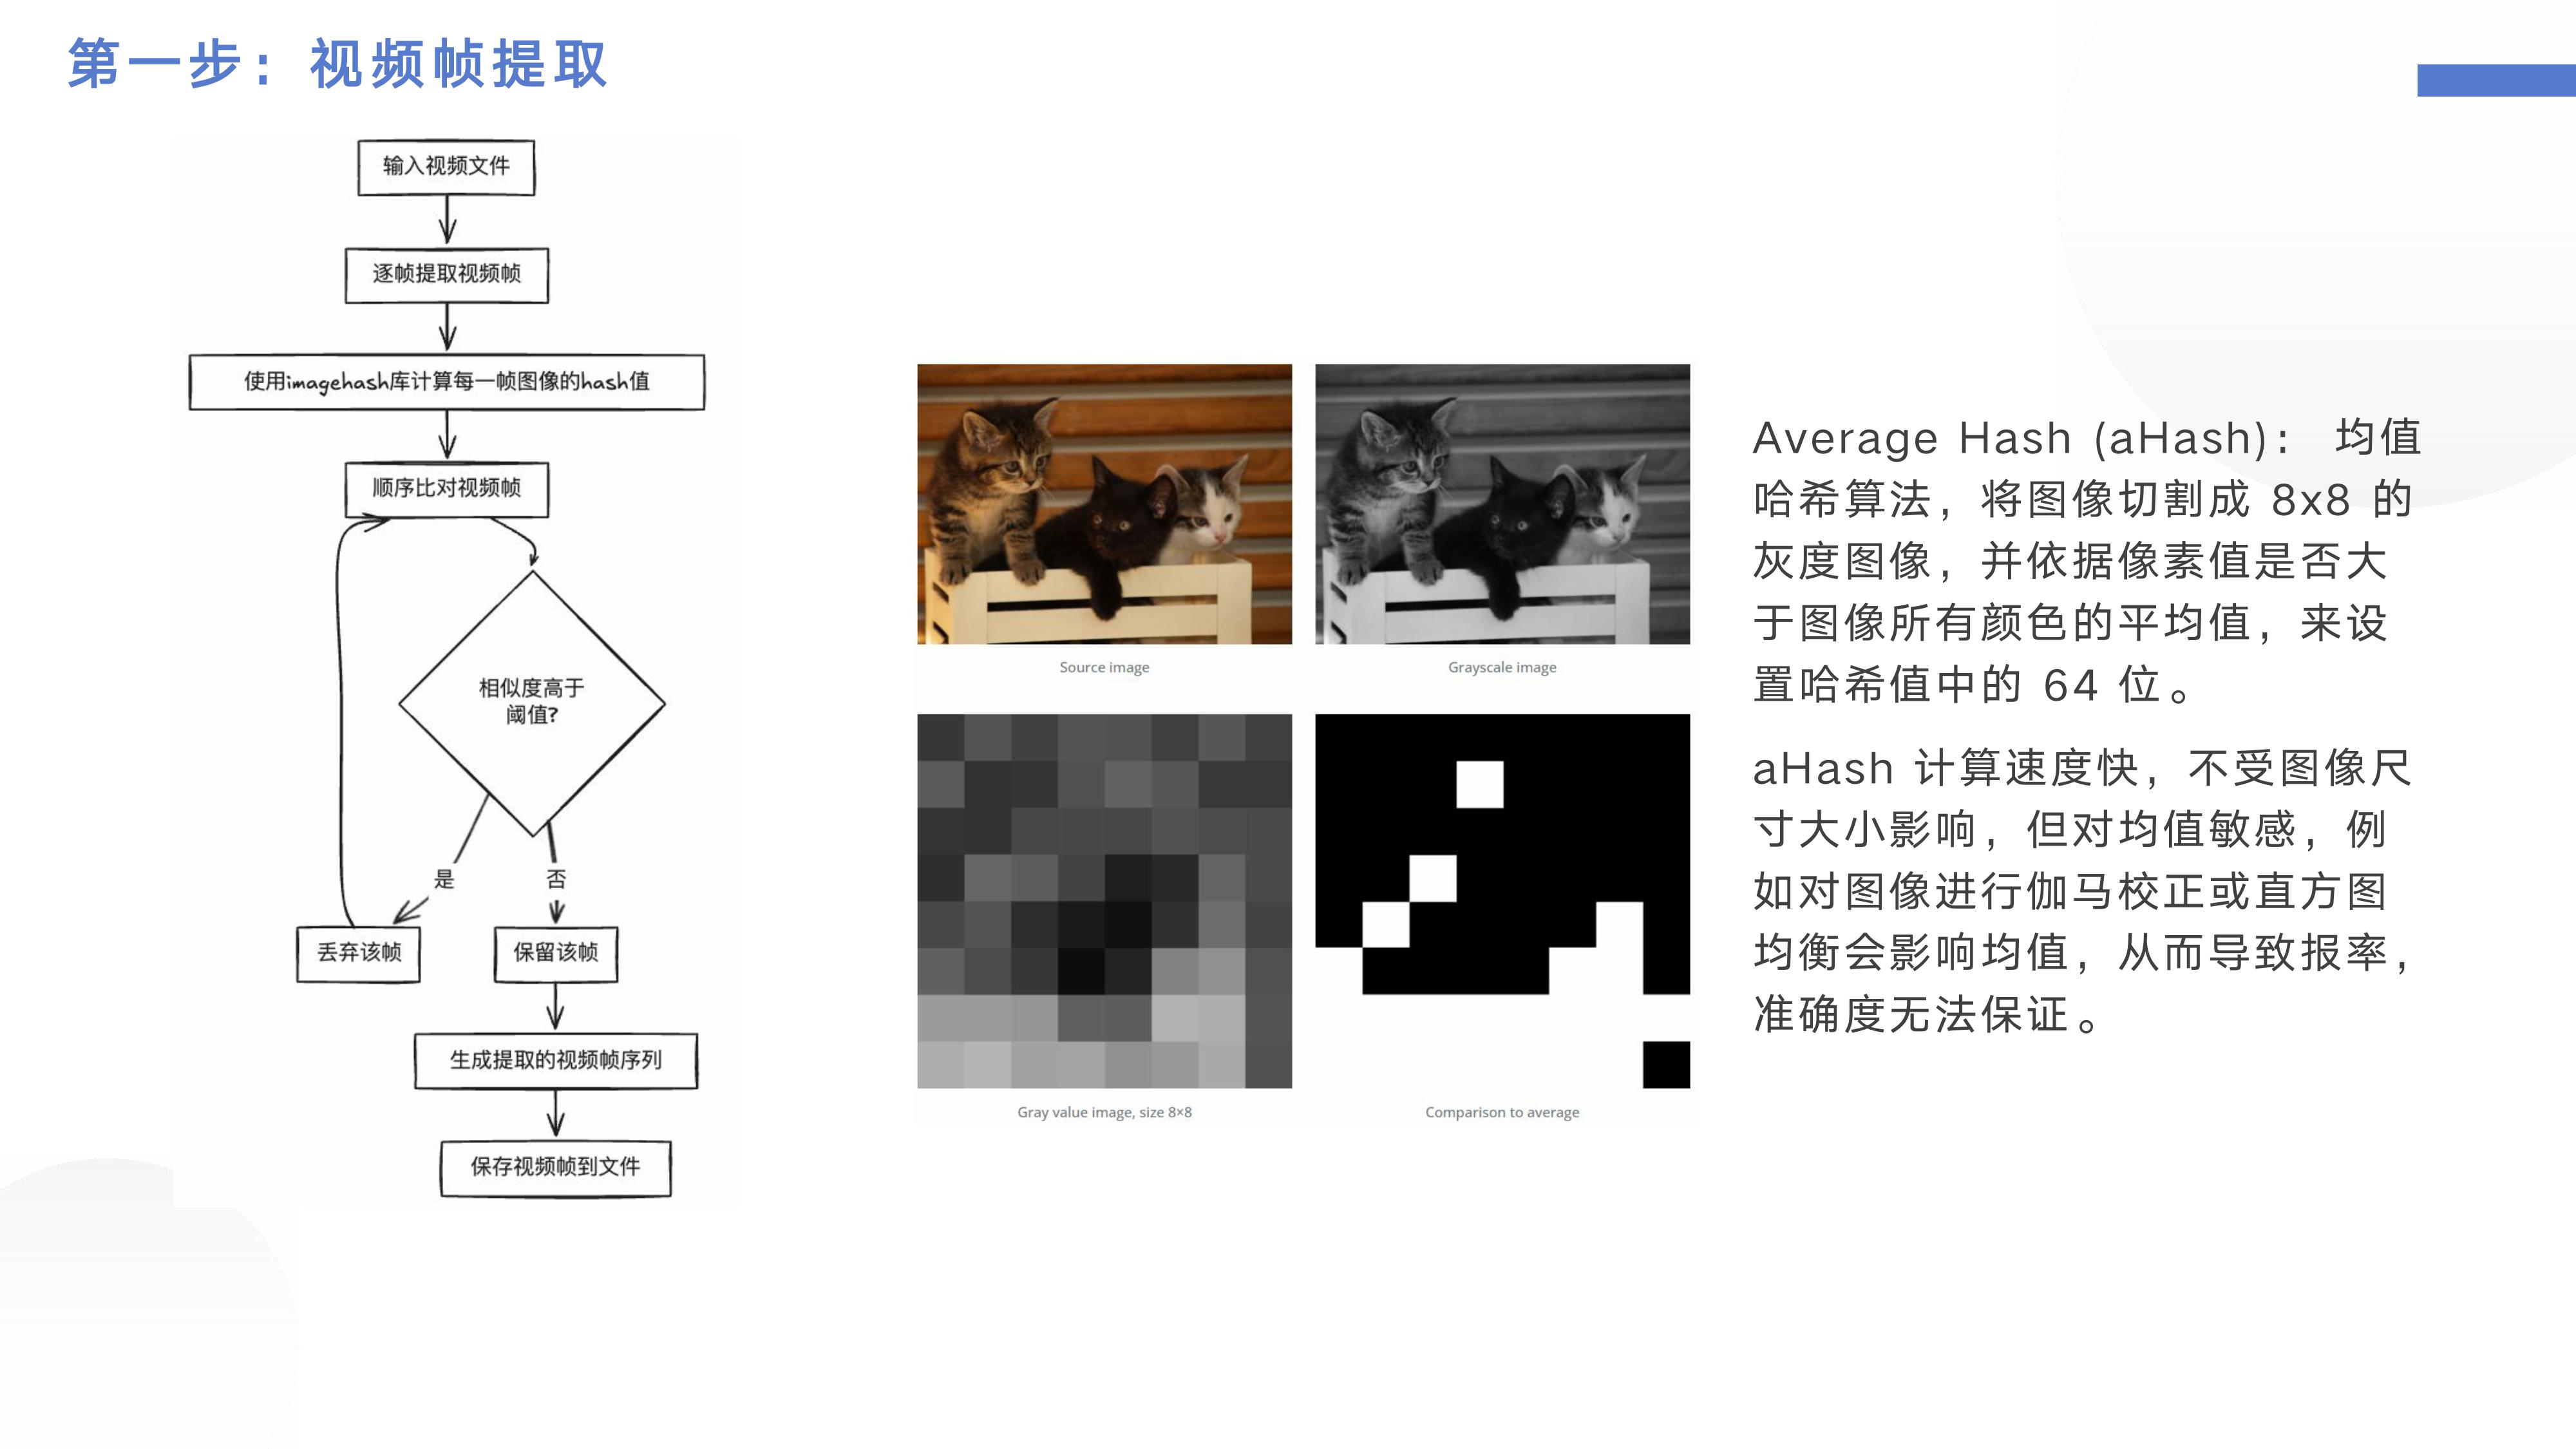 第一步：视频帧提取
输入视频文件
逐帧提取视频帧
使用imagehash库计算每一帧图像的hash值
顺序比对视频帧
相似度高于
阈值?
是
否
丢弃该帧
保留该帧
生成提取的视频帧序列
保存视频帧到文件
Source image
Grayscale image
Gray value image, size 8×8
Comparison to average
Average Hash (aHash)： 均值
哈希算法，将图像切割成 8x8 的
灰度图像，并依据像素值是否大
于图像所有颜色的平均值，来设
置哈希值中的 64 位。
aHash 计算速度快，不受图像尺
寸大小影响，但对均值敏感，例
如对图像进行伽马校正或直方图
均衡会影响均值，从而导致报率，
准确度无法保证。